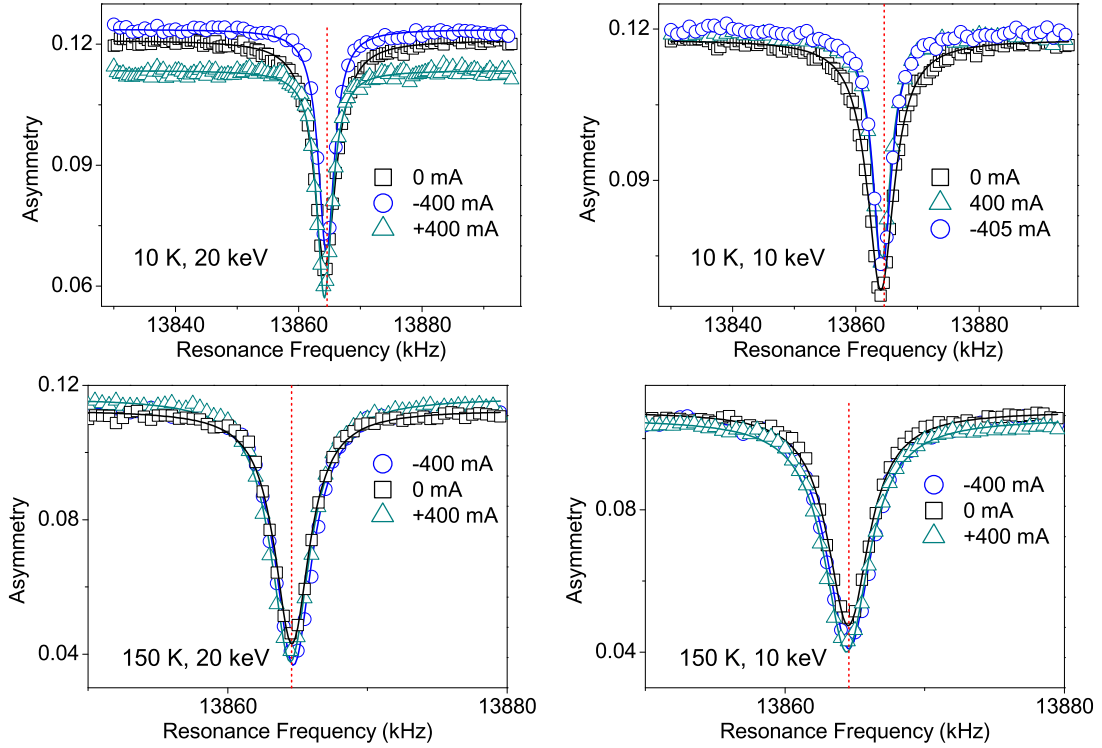 0.12
0.09
0.06
Asymmetry
0 mA
-400 mA
+400 mA
10 K, 20 keV
13840 13860 13880
Resonance Frequency (kHz)
0.12
0.09
Asymmetry
0 mA
400 mA
-405 mA
10 K, 10 keV
13840 13860 13880
Resonance Frequency (kHz)
0.12
0.08
0.04
Asymmetry
-400 mA
0 mA
+400 mA
150 K, 20 keV
13860 13880
Resonance Frequency (kHz)
0.08
0.04
Asymmetry
-400 mA
0 mA
+400 mA
150 K, 10 keV
13860 13880
Resonance Frequency (kHz)